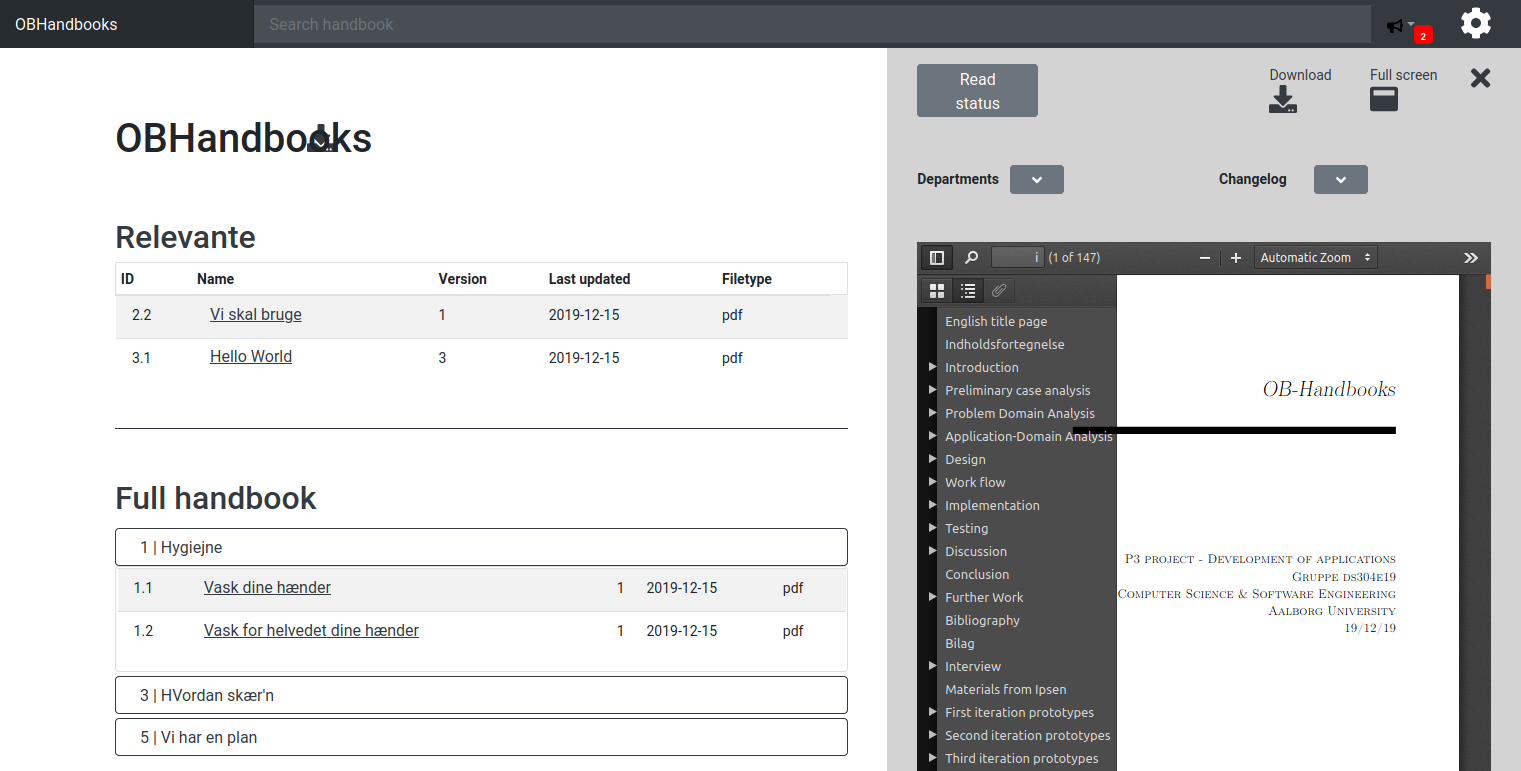 OBHandbooks
Search handbook
2
OBHandbooks
Relevante
ID Name Version Last updated Filetype
2.2 Vi skal bruge 1 2019-12-15 pdf
3.1 Hello World 3 2019-12-15 pdf
Full handbook
1 | Hygiejne
1.1 Vask dine hænder 1 2019-12-15 pdf
1.2 Vask for helvedet dine hænder 1 2019-12-15 pdf
3 | HVordan skær'n
5 | Vi har en plan
Read
status
Download
Full screen
Departments
Changelog
i (1 of 147)
Automatic Zoom
English title page
Indholdsfortegnelse
Introduction
Preliminary case analysis
Problem Domain Analysis
Application-Domain Analysis
Design
Work flow
Implementation
Testing
Discussion
Conclusion
Further Work
Bibliography
Bilag
Interview
Materials from Ipsen
First iteration prototypes
Second iteration prototypes
Third iteration prototypes
OB-Handbooks
P3 project - Development of applications
Gruppe ds304e19
Computer Science & Software Engineering
Aalborg University
19/12/19